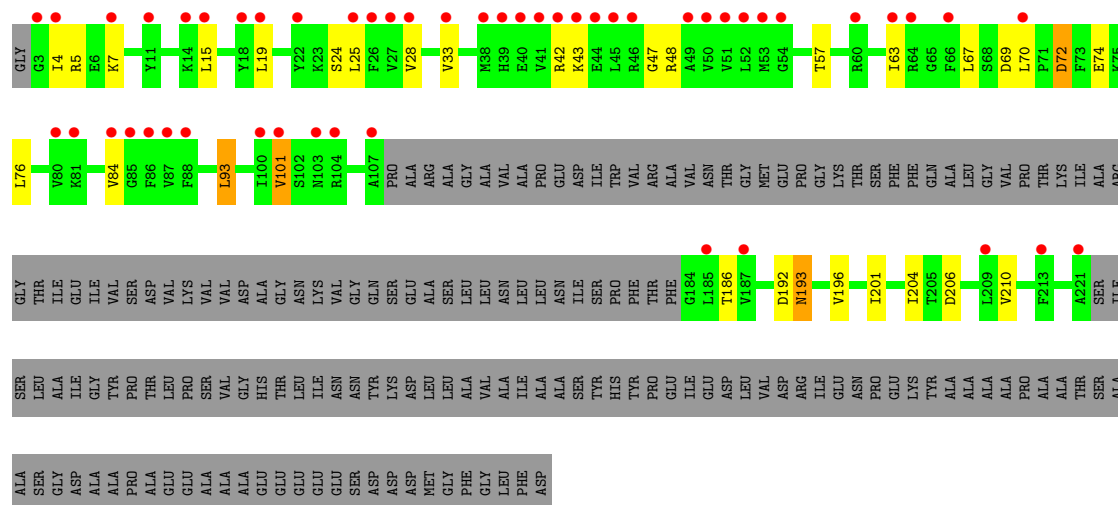 GLY G3 I4 R5 E6 K7 Y11 K14 L15 Y18 L19 Y22 K23 S24 L25 F26 V27 V28 V33 M38 H39 E40 V41 R42 K43 E44 L45 R46 G47 R48 A49 V50 V51 L52 M53 G54 T57 R60 I63 R64 G65 F66 L67 S68 D69 L70 P71 D72 F73 E74 K75
L76 V80 K81 V84 G85 F86 V87 F88 L93 I100 V101 S102 N103 R104 A107 PRO ALA ARG ALA GLY ALA VAL ALA PRO GLU ASP ILE TRP VAL ARG ALA VAL ASN THR GLY MET GLU PRO GLY LYS THR SER PHE PHE GLN ALA LEU GLY VAL PRO THR LYS ILE ALA ARG
GLY THR ILE GLU ILE VAL SER ASP VAL LYS VAL VAL ASP ALA GLY ASN LYS VAL GLY GLN SER GLU ALA SER LEU LEU ASN LEU LEU ASN ILE SER PRO PHE THR PHE G184 L185 T186 V187 D192 N193 V196 I201 I204 T205 D206 L209 V210 F213 A221 SER ILE
SER LEU ALA ILE GLY TYR PRO THR LEU PRO SER VAL GLY HIS THR LEU ILE ASN ASN TYR LYS ASP LEU LEU ALA VAL ALA ILE ALA ALA SER TYR HIS TYR PRO GLU ILE GLU ASP LEU VAL ASP ARG ILE GLU ASN PRO GLU LYS TYR ALA ALA ALA ALA PRO ALA ALA THR SER ALA
ALA SER GLY ASP ALA ALA PRO ALA GLU GLU ALA ALA ALA GLU GLU GLU GLU GLU SER ASP ASP ASP MET GLY PHE GLY LEU PHE ASP